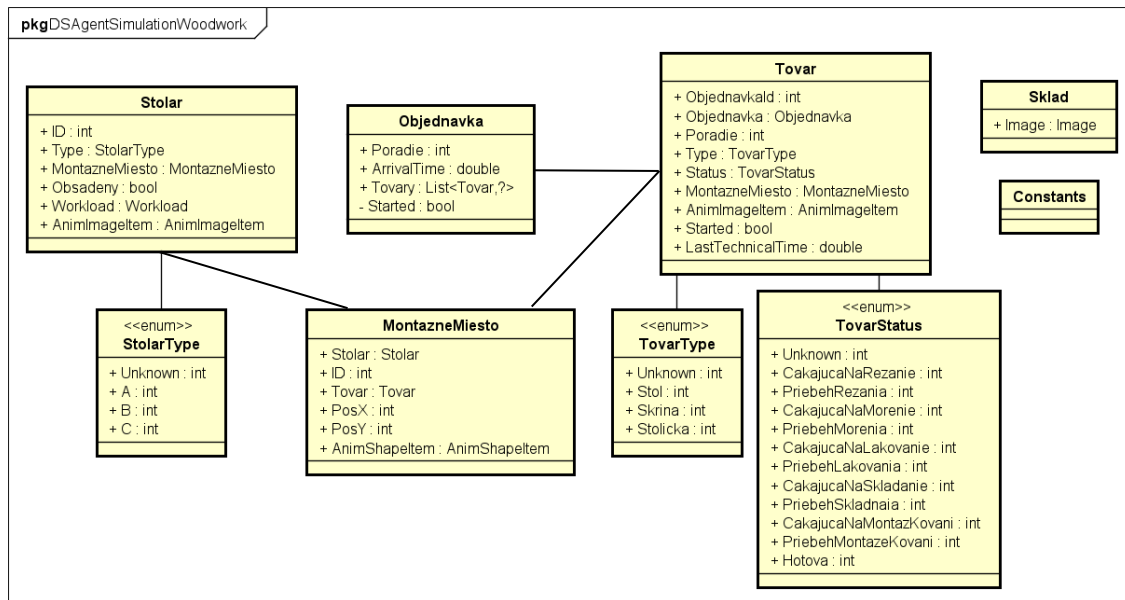 pkg DSAgentSimulationWoodwork
Stolar
+ ID : int
+ Type : StolarType
+ MontazneMiesto : MontazneMiesto
+ Obsadeny : bool
+ Workload : Workload
+ AnimImageItem : AnimImageItem
Objednavka
+ Poradie : int
+ ArrivalTime : double
+ Tovary : List<Tovar,?>
- Started : bool
Tovar
+ ObjednavkaId : int
+ Objednavka : Objednavka
+ Poradie : int
+ Type : TovarType
+ Status : TovarStatus
+ MontazneMiesto : MontazneMiesto
+ AnimImageItem : AnimImageItem
+ Started : bool
+ LastTechnicalTime : double
Sklad
+ Image : Image
Constants
<<enum>>
StolarType
+ Unknown : int
+ A : int
+ B : int
+ C : int
MontazneMiesto
+ Stolar : Stolar
+ ID : int
+ Tovar : Tovar
+ PosX : int
+ PosY : int
+ AnimShapeItem : AnimShapeItem
<<enum>>
TovarType
+ Unknown : int
+ Stol : int
+ Skrina : int
+ Stolicka : int
<<enum>>
TovarStatus
+ Unknown : int
+ CakajucaNaRezanie : int
+ PriebehRezania : int
+ CakajucaNaMorenie : int
+ PriebehMorenia : int
+ CakajucaNaLakovanie : int
+ PriebehLakovania : int
+ CakajucaNaSkladanie : int
+ PriebehSkladnaia : int
+ CakajucaNaMontazKovani : int
+ PriebehMontazeKovani : int
+ Hotova : int